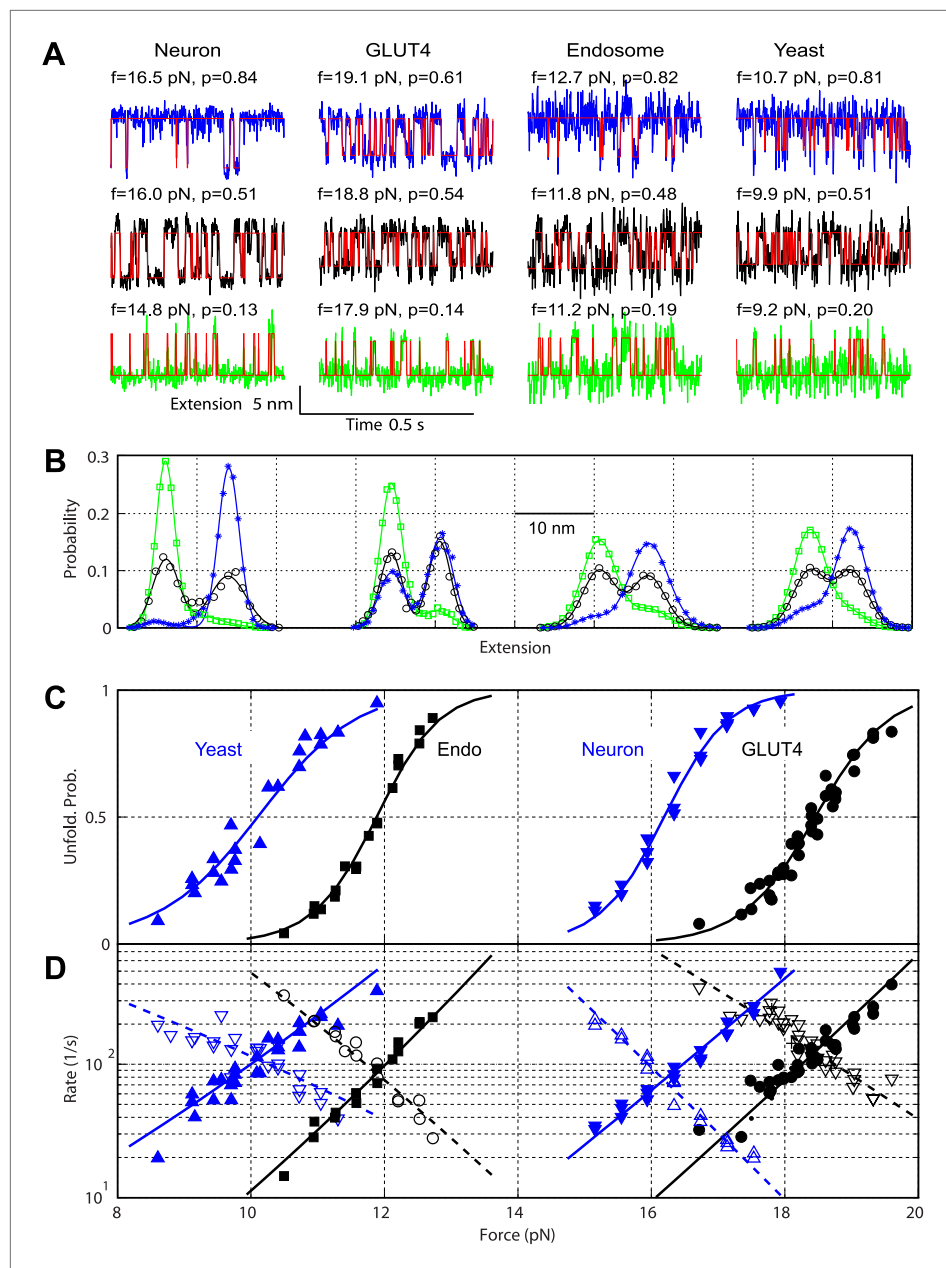 A
Neuron GLUT4 Endosome Yeast
f=16.5 pN, p=0.84 f=19.1 pN, p=0.61 f=12.7 pN, p=0.82 f=10.7 pN, p=0.81
f=16.0 pN, p=0.51 f=18.8 pN, p=0.54 f=11.8 pN, p=0.48 f=9.9 pN, p=0.51
f=14.8 pN, p=0.13 f=17.9 pN, p=0.14 f=11.2 pN, p=0.19 f=9.2 pN, p=0.20
Extension 5 nm
Time 0.5 s
B
0.3
0.2
0.1
0
Probability
10 nm
Extension
C
1
0.5
0
Unfold. Prob.
Yeast Endo Neuron GLUT4
D
10²
10¹
Rate (1/s)
8 10 12 14 16 18 20
Force (pN)